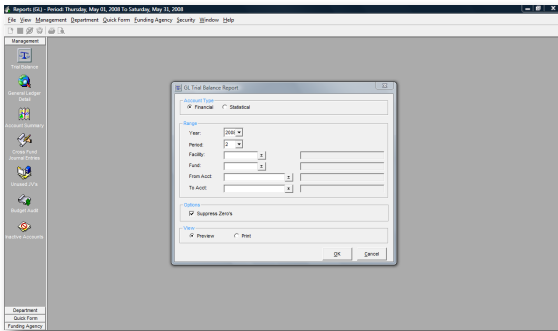 Reports (GL) - Period: Thursday, May 01, 2008 To Saturday, May 31, 2008
File View Management Department Quick Form Funding Agency Security Window Help
Management
Trial Balance
General Ledger Detail
Account Summary
Cross Fund Journal Entries
Unused JV's
Budget Audit
Inactive Accounts
Department
Quick Form
Funding Agency
GL Trial Balance Report
Account Type
Financial Statistical
Range
Year: 2008
Period: 2
Facility:
Fund:
From Acct:
To Acct:
Options
Suppress Zero's
View
Preview Print
OK Cancel